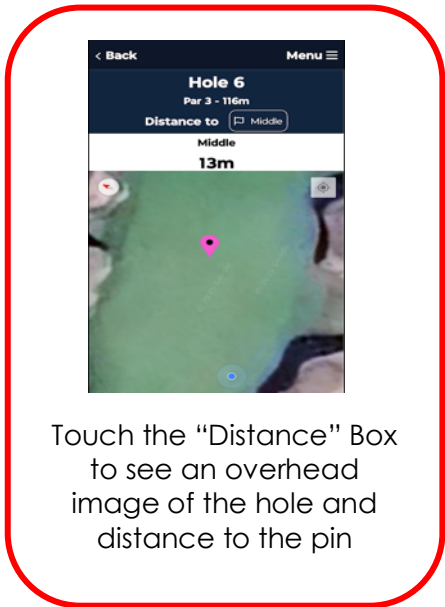 < Back Menu ☰
Hole 6
Par 3 - 116m
Distance to Middle
Middle
13m
Touch the “Distance” Box
to see an overhead
image of the hole and
distance to the pin